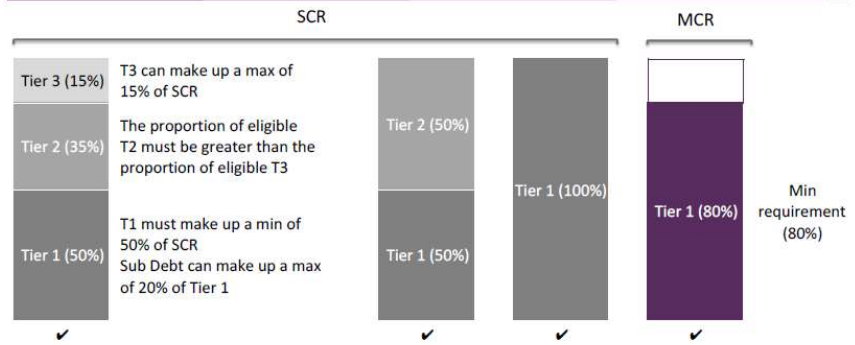 SCR
MCR
Tier 3 (15%)
T3 can make up a max of
15% of SCR
Tier 2 (35%)
The proportion of eligible
T2 must be greater than the
proportion of eligible T3
Tier 1 (50%)
T1 must make up a min of
50% of SCR
Sub Debt can make up a max
of 20% of Tier 1
✔
Tier 2 (50%)
Tier 1 (50%)
✔
Tier 1 (100%)
✔
Tier 1 (80%)
✔
Min
requirement
(80%)